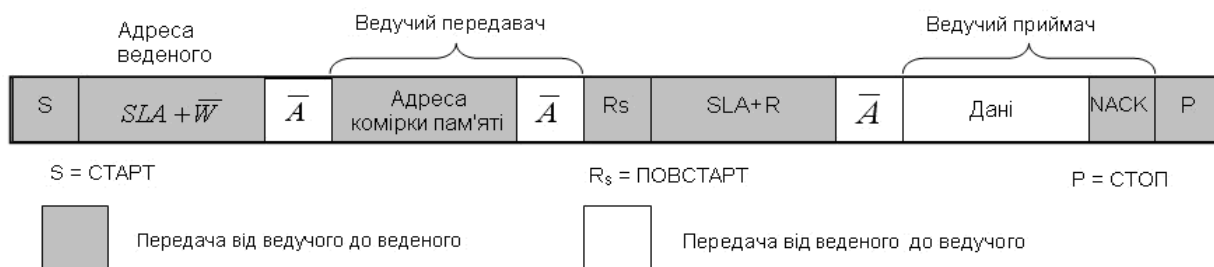 Адреса
веденого
Ведучий передавач
Ведучий приймач
S
SLA + W̅
A̅
Адреса
комірки пам'яті
A̅
Rs
SLA+R
A̅
Дані
NACK
P
S = СТАРТ
Rₛ = ПОВСТАРТ
P = СТОП
Передача від ведучого до веденого
Передача від веденого до ведучого